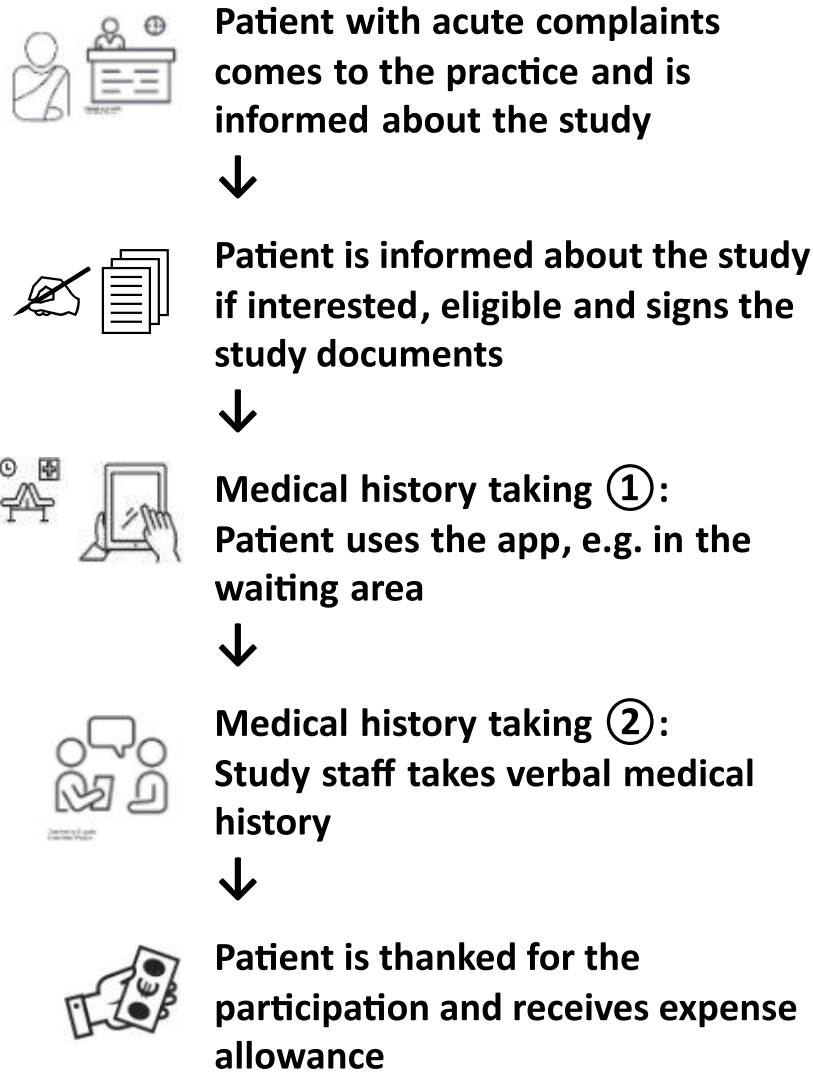 Patient with acute complaints
comes to the practice and is
informed about the study
↓
Patient is informed about the study
if interested, eligible and signs the
study documents
↓
Medical history taking ①:
Patient uses the app, e.g. in the
waiting area
↓
Medical history taking ②:
Study staff takes verbal medical
history
↓
Patient is thanked for the
participation and receives expense
allowance
€